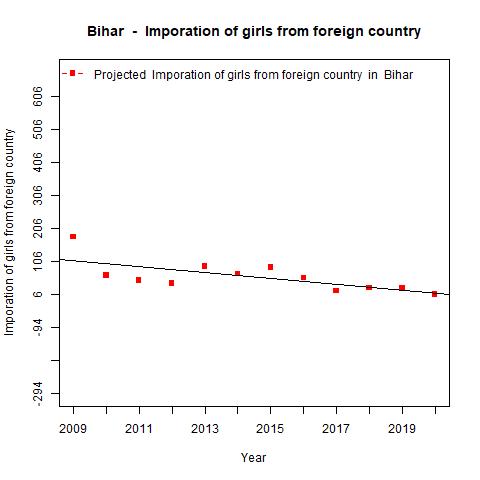 Bihar - Imporation of girls from foreign country
Projected Imporation of girls from foreign country in Bihar
Imporation of girls from foreign country
606
506
406
306
206
106
6
-94
-294
2009 2011 2013 2015 2017 2019
Year